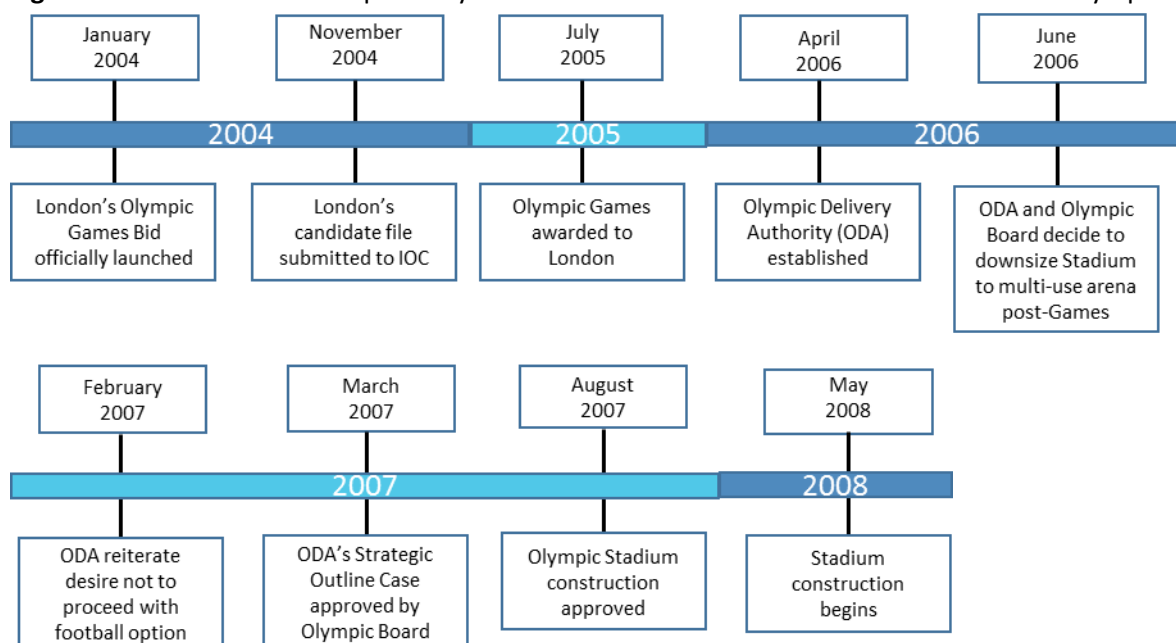 January
2004
November
2004
July
2005
April
2006
June
2006
2004
2005
2006
London's Olympic
Games Bid
officially launched
London's
candidate file
submitted to IOC
Olympic Games
awarded to
London
Olympic Delivery
Authority (ODA)
established
ODA and Olympic
Board decide to
downsize Stadium
to multi-use arena
post-Games
February
2007
March
2007
August
2007
May
2008
2007
2008
ODA reiterate
desire not to
proceed with
football option
ODA's Strategic
Outline Case
approved by
Olympic Board
Olympic Stadium
construction
approved
Stadium
construction
begins